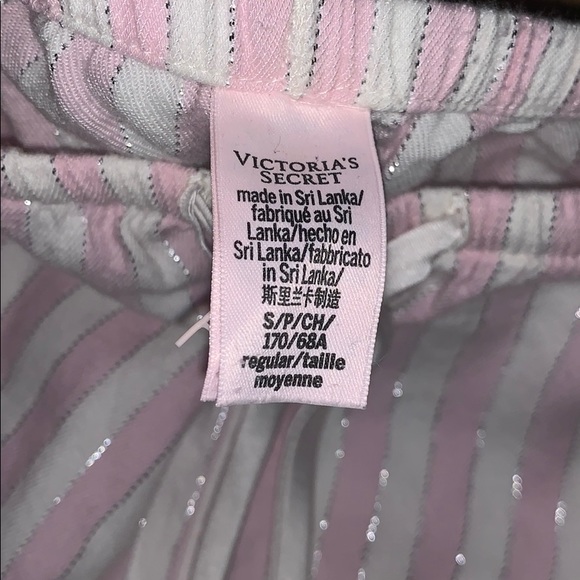 VICTORIA'S
SECRET
made in Sri Lanka/
fabriqué au Sri
Lanka/hecho en
Sri Lanka/fabbricato
in Sri Lanka/
斯里兰卡制造
S/P/CH/
170/68A
regular/taille
moyenne